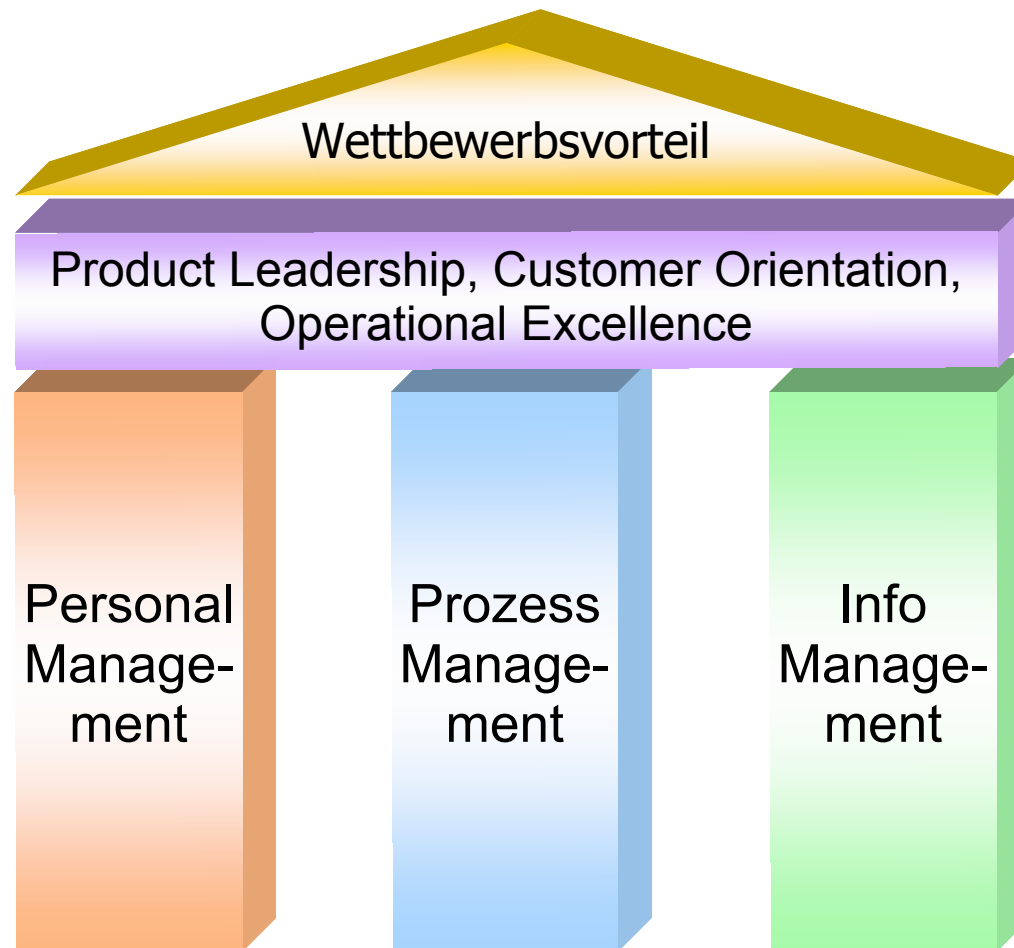 Wettbewerbsvorteil
Product Leadership, Customer Orientation,
Operational Excellence
Personal
Manage-
ment
Prozess
Manage-
ment
Info
Manage-
ment